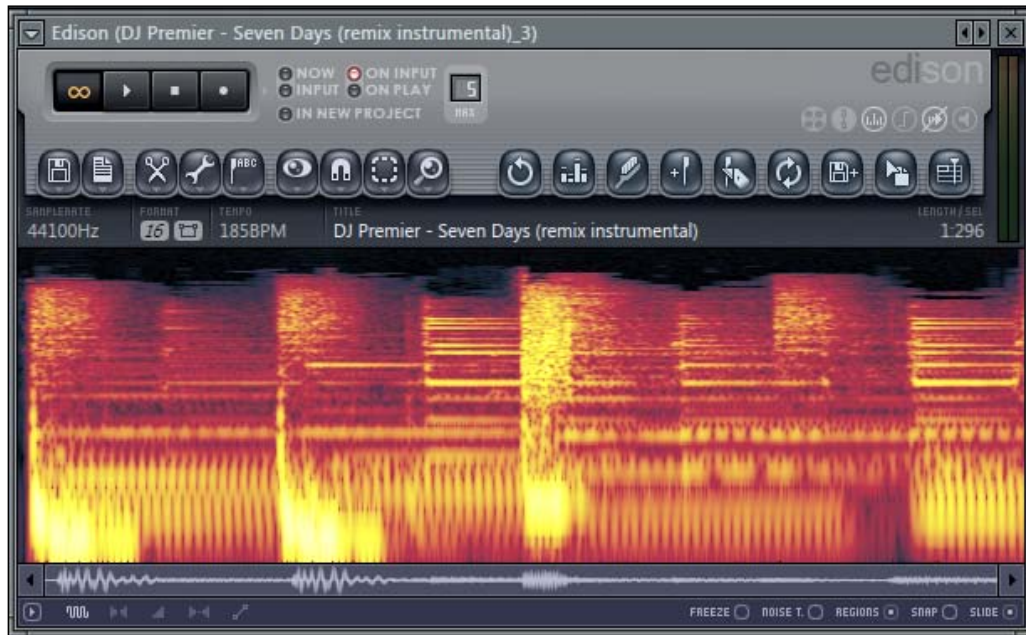 Edison (DJ Premier - Seven Days (remix instrumental)_3)
edison
NOW ON INPUT
INPUT ON PLAY
IN NEW PROJECT
5
MAX
ABC
SAMPLERATE FORMAT TEMPO TITLE LENGTH/SEL
44100Hz 16 185BPM DJ Premier - Seven Days (remix instrumental) 1:296
FREEZE NOISE T. REGIONS SNAP SLIDE